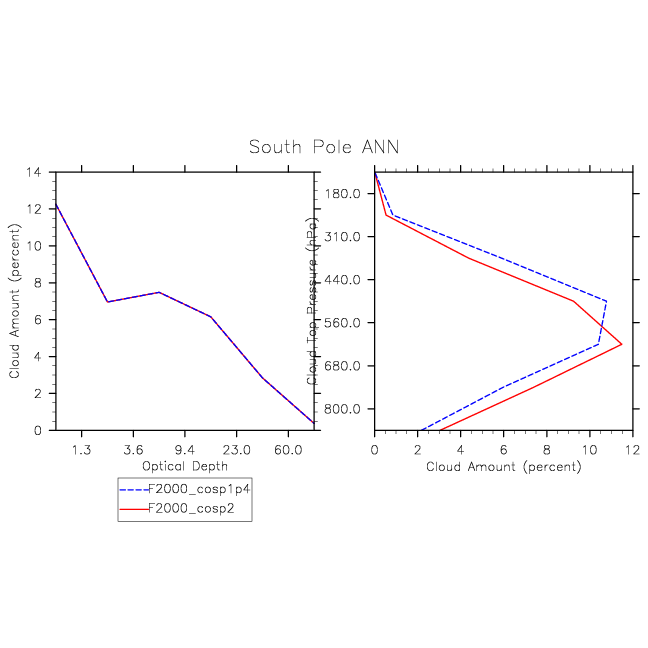 South Pole ANN
14
12
10
8
6
4
2
0
Cloud Amount (percent)
1.3 3.6 9.4 23.0 60.0
Optical Depth
Cloud Top Pressure (hPa)
180.0
310.0
440.0
560.0
680.0
800.0
0 2 4 6 8 10 12
Cloud Amount (percent)
F2000_cosp1p4
F2000_cosp2